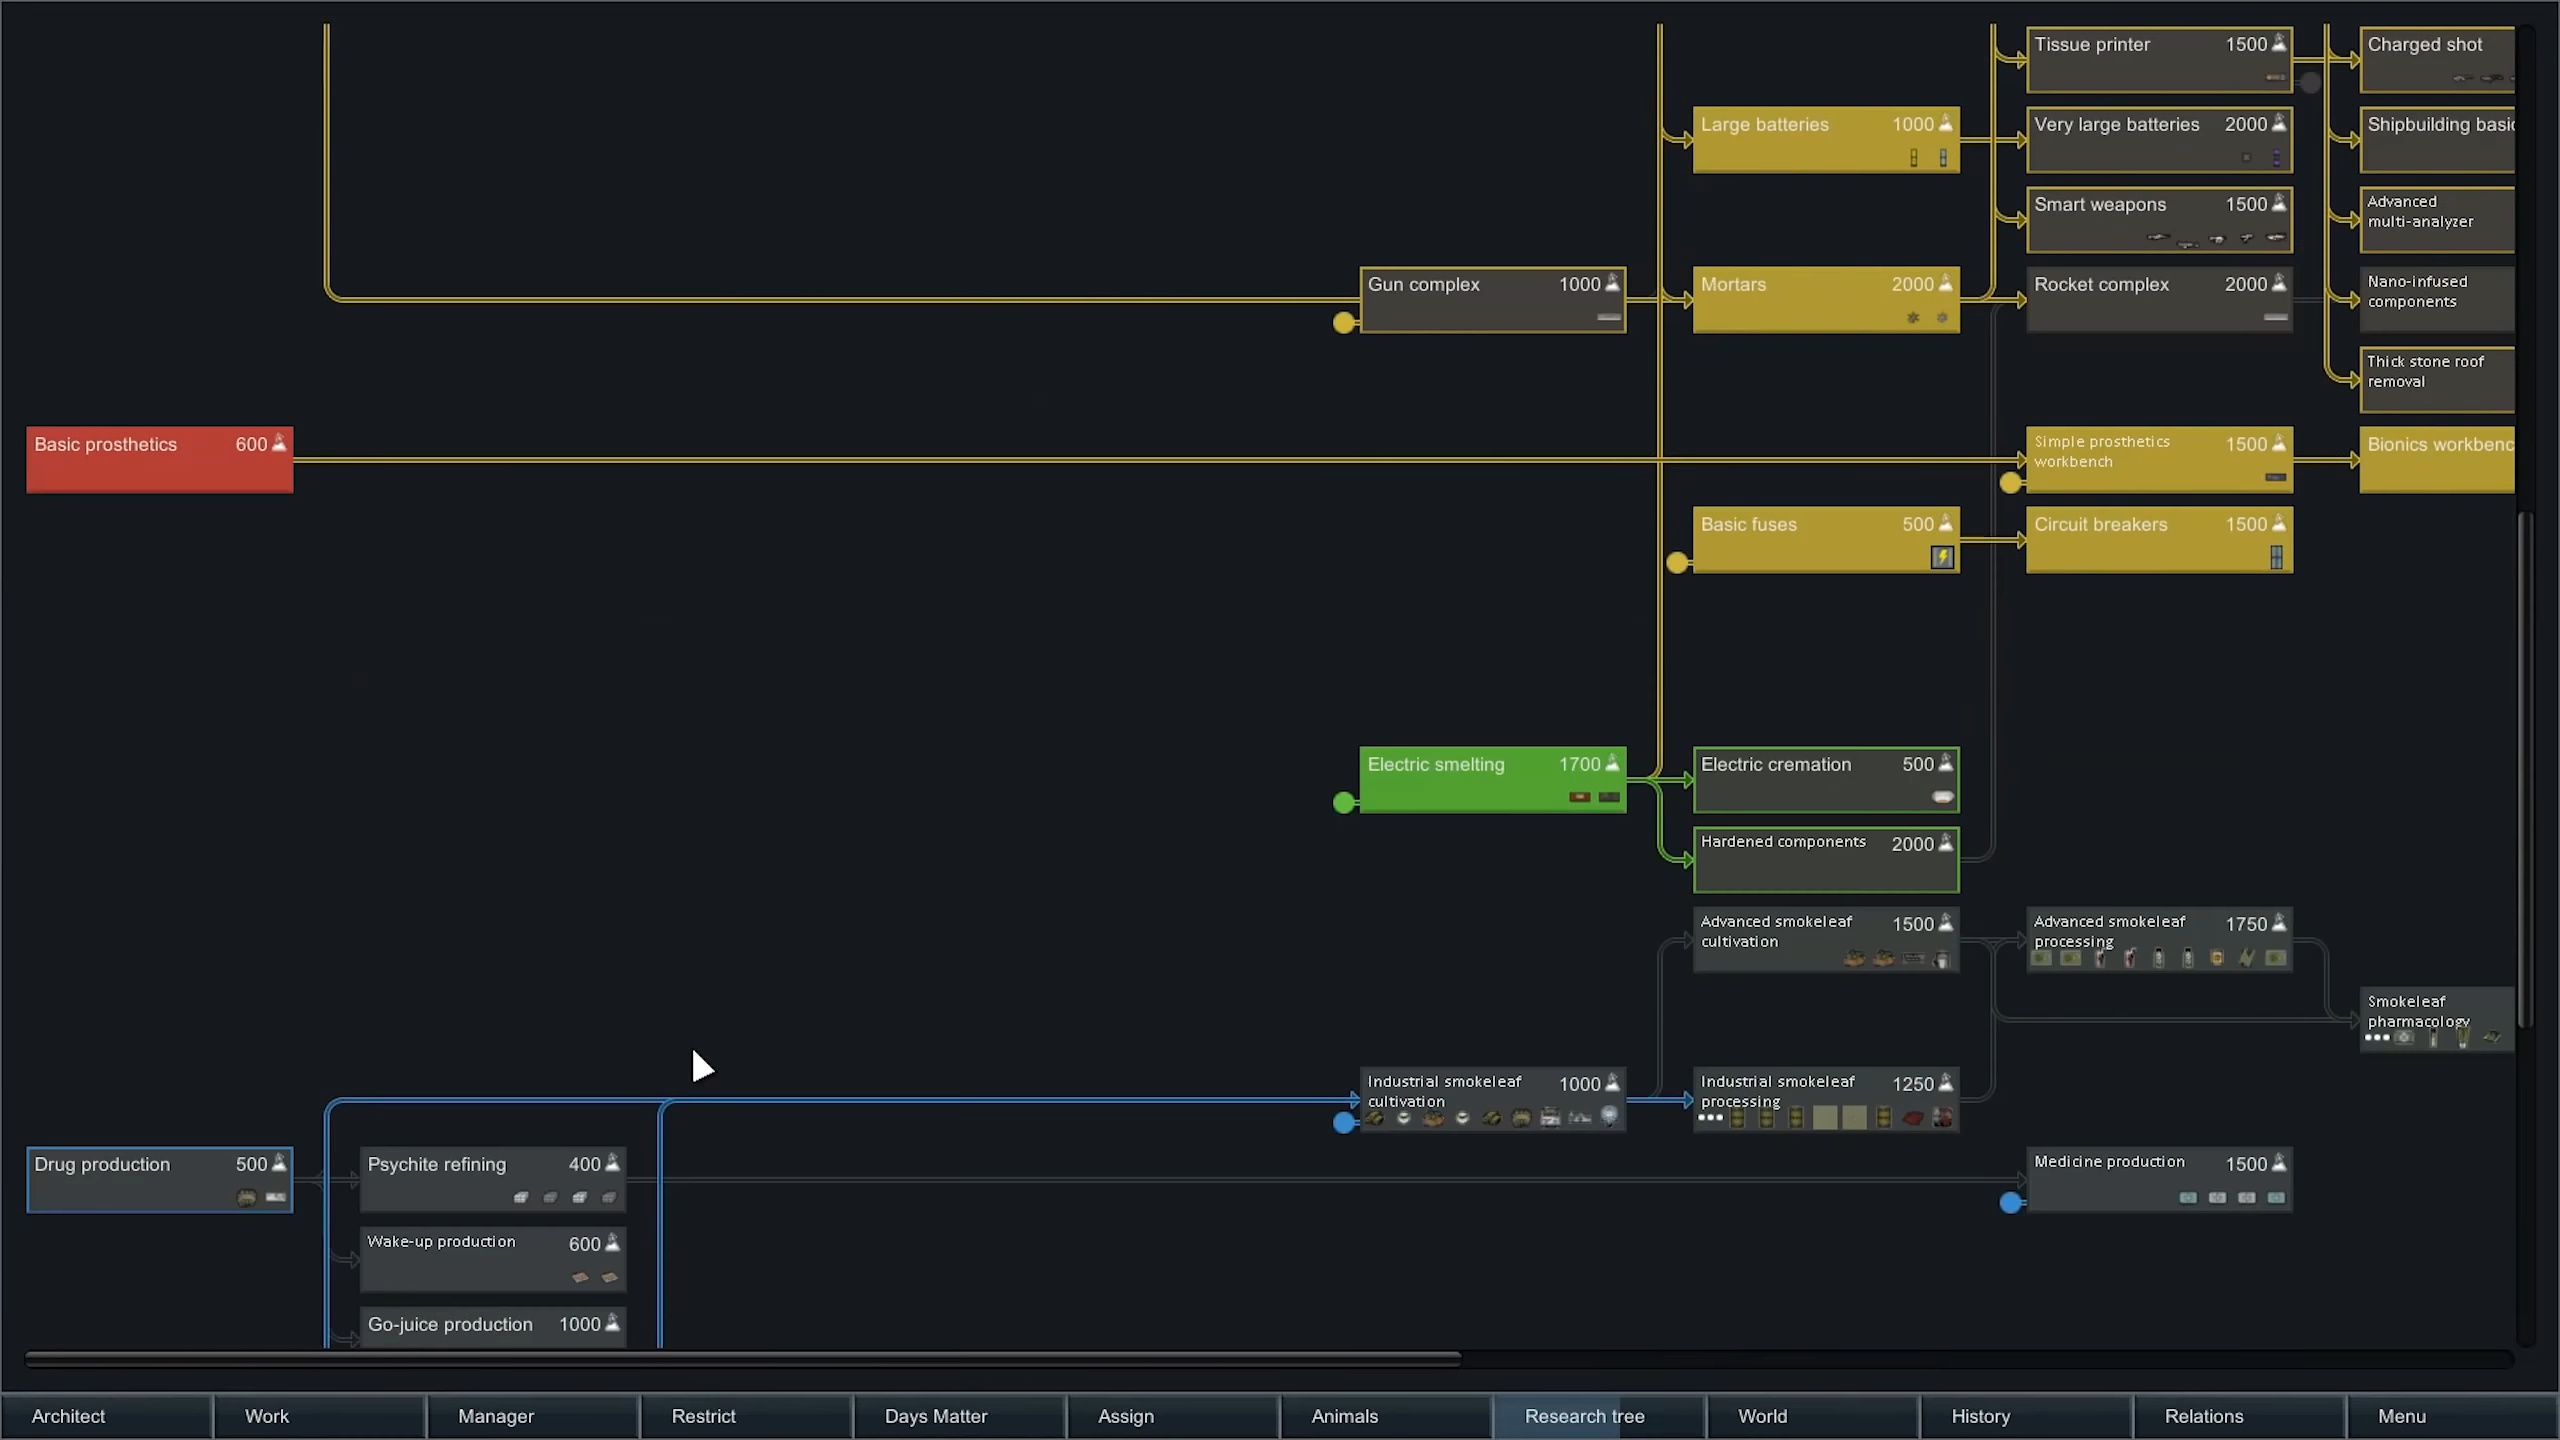 Tissue printer 1500
Charged shot
Large batteries 1000
Very large batteries 2000
Shipbuilding basic
Smart weapons 1500
Advanced
multi-analyzer
Gun complex 1000
Mortars 2000
Rocket complex 2000
Nano-infused
components
Thick stone roof
removal
Basic prosthetics 600
Simple prosthetics 1500
workbench
Bionics workbenc
Basic fuses 500
Circuit breakers 1500
Electric smelting 1700
Electric cremation 500
Hardened components 2000
Advanced smokeleaf 1500
cultivation
Advanced smokeleaf 1750
processing
Smokeleaf
pharmacology
Industrial smokeleaf 1000
cultivation
Industrial smokeleaf 1250
processing
Drug production 500
Psychite refining 400
Medicine production 1500
Wake-up production 600
Go-juice production 1000
Architect
Work
Manager
Restrict
Days Matter
Assign
Animals
Research tree
World
History
Relations
Menu